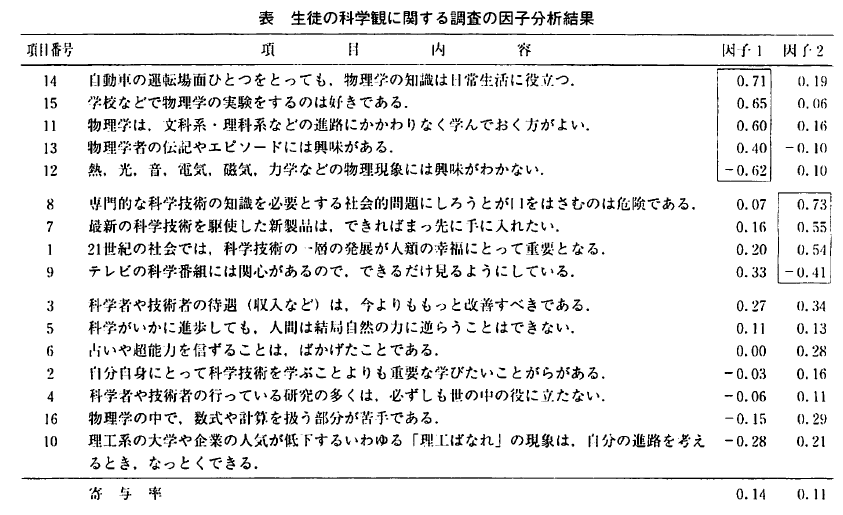 表　生徒の科学観に関する調査の因子分析結果
項目番号　項　目　内　容　因子1　因子2
14　自動車の運転場面ひとつをとっても，物理学の知識は日常生活に役立つ．　0.71　0.19
15　学校などで物理学の実験をするのは好きである．　0.65　0.06
11　物理学は，文科系・理科系などの進路にかかわりなく学んでおく方がよい．　0.60　0.16
13　物理学者の伝記やエピソードには興味がある．　0.40　−0.10
12　熱，光，音，電気，磁気，力学などの物理現象には興味がわかない．　−0.62　0.10
8　専門的な科学技術の知識を必要とする社会的問題にしろうとが口をはさむのは危険である．　0.07　0.73
7　最新の科学技術を駆使した新製品は，できればまっ先に手に入れたい．　0.16　0.55
1　21世紀の社会では，科学技術の一層の発展が人類の幸福にとって重要となる．　0.20　0.54
9　テレビの科学番組には関心があるので，できるだけ見るようにしている．　0.33　−0.41
3　科学者や技術者の待遇（収入など）は，今よりももっと改善すべきである．　0.27　0.34
5　科学がいかに進歩しても，人間は結局自然の力に逆らうことはできない．　0.11　0.13
6　占いや超能力を信ずることは，ばかげたことである．　0.00　0.28
2　自分自身にとって科学技術を学ぶことよりも重要な学びたいことがらがある．　−0.03　0.16
4　科学者や技術者の行っている研究の多くは，必ずしも世の中の役に立たない．　−0.06　0.11
16　物理学の中で，数式や計算を扱う部分が苦手である．　−0.15　0.29
10　理工系の大学や企業の人気が低下するいわゆる「理工ばなれ」の現象は，自分の進路を考え　−0.28　0.21
るとき，なっとくできる．
寄　与　率　0.14　0.11